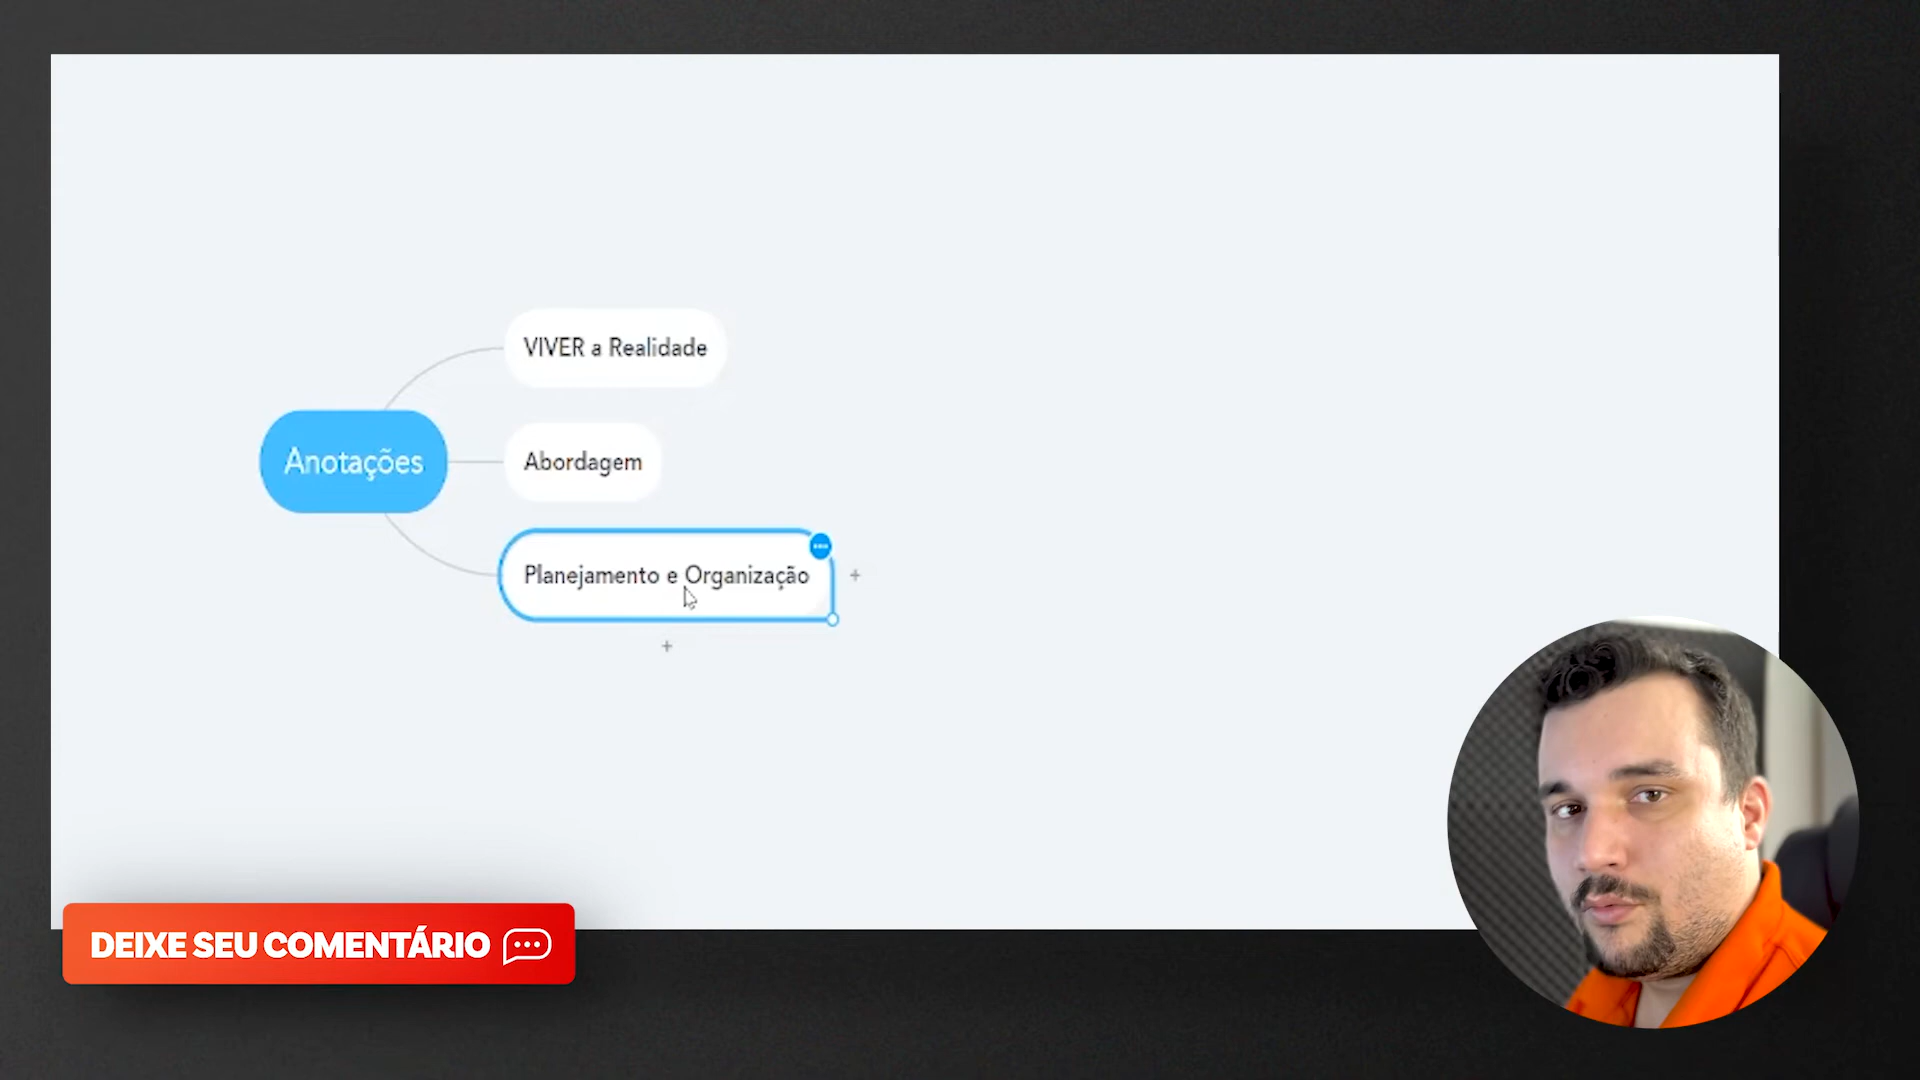 VIVER a Realidade
Anotações
Abordagem
Planejamento e Organização
DEIXE SEU COMENTÁRIO